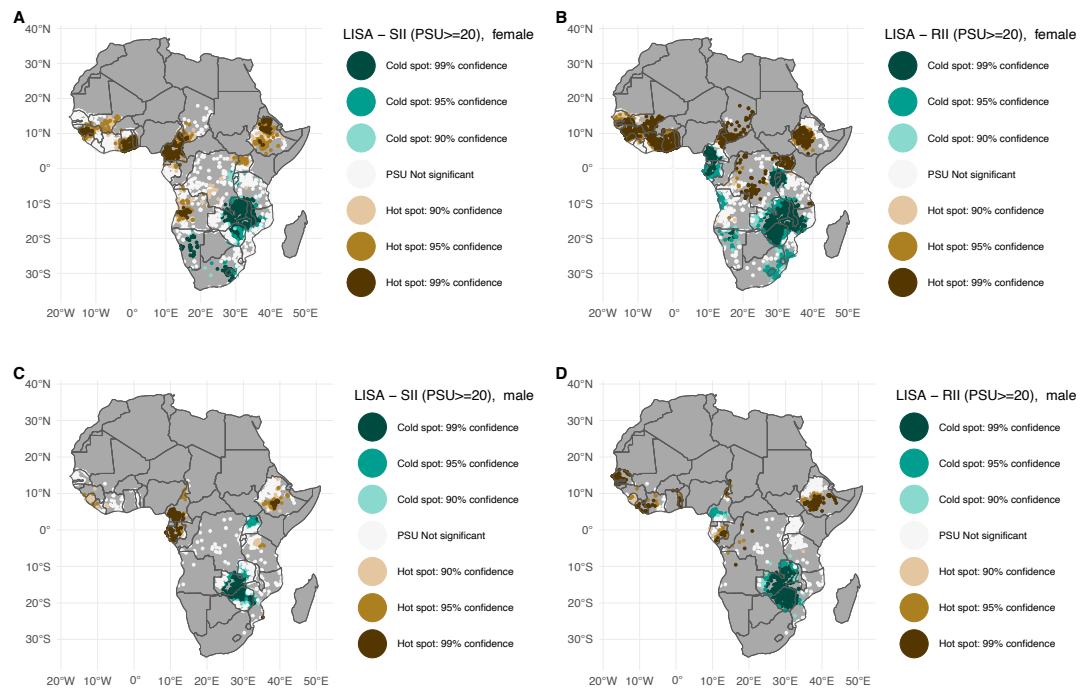 A
LISA − SII (PSU>=20), female
40°N
30°N
20°N
10°N
0°
10°S
20°S
30°S
20°W 10°W 0° 10°E 20°E 30°E 40°E 50°E
Cold spot: 99% confidence
Cold spot: 95% confidence
Cold spot: 90% confidence
PSU Not significant
Hot spot: 90% confidence
Hot spot: 95% confidence
Hot spot: 99% confidence
B
LISA − RII (PSU>=20), female
40°N
30°N
20°N
10°N
0°
10°S
20°S
30°S
20°W 10°W 0° 10°E 20°E 30°E 40°E 50°E
Cold spot: 99% confidence
Cold spot: 95% confidence
Cold spot: 90% confidence
PSU Not significant
Hot spot: 90% confidence
Hot spot: 95% confidence
Hot spot: 99% confidence
C
LISA − SII (PSU>=20), male
40°N
30°N
20°N
10°N
0°
10°S
20°S
30°S
20°W 10°W 0° 10°E 20°E 30°E 40°E 50°E
Cold spot: 99% confidence
Cold spot: 95% confidence
Cold spot: 90% confidence
PSU Not significant
Hot spot: 90% confidence
Hot spot: 95% confidence
Hot spot: 99% confidence
D
LISA − RII (PSU>=20), male
40°N
30°N
20°N
10°N
0°
10°S
20°S
30°S
20°W 10°W 0° 10°E 20°E 30°E 40°E 50°E
Cold spot: 99% confidence
Cold spot: 95% confidence
Cold spot: 90% confidence
PSU Not significant
Hot spot: 90% confidence
Hot spot: 95% confidence
Hot spot: 99% confidence